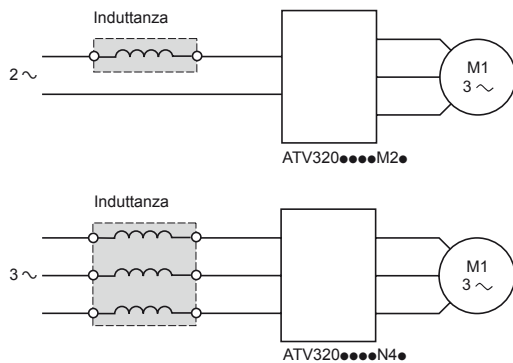 Induttanza
2 ~
M1
3 ~
ATV320●●●●M2●
Induttanza
3 ~
M1
3 ~
ATV320●●●●N4●